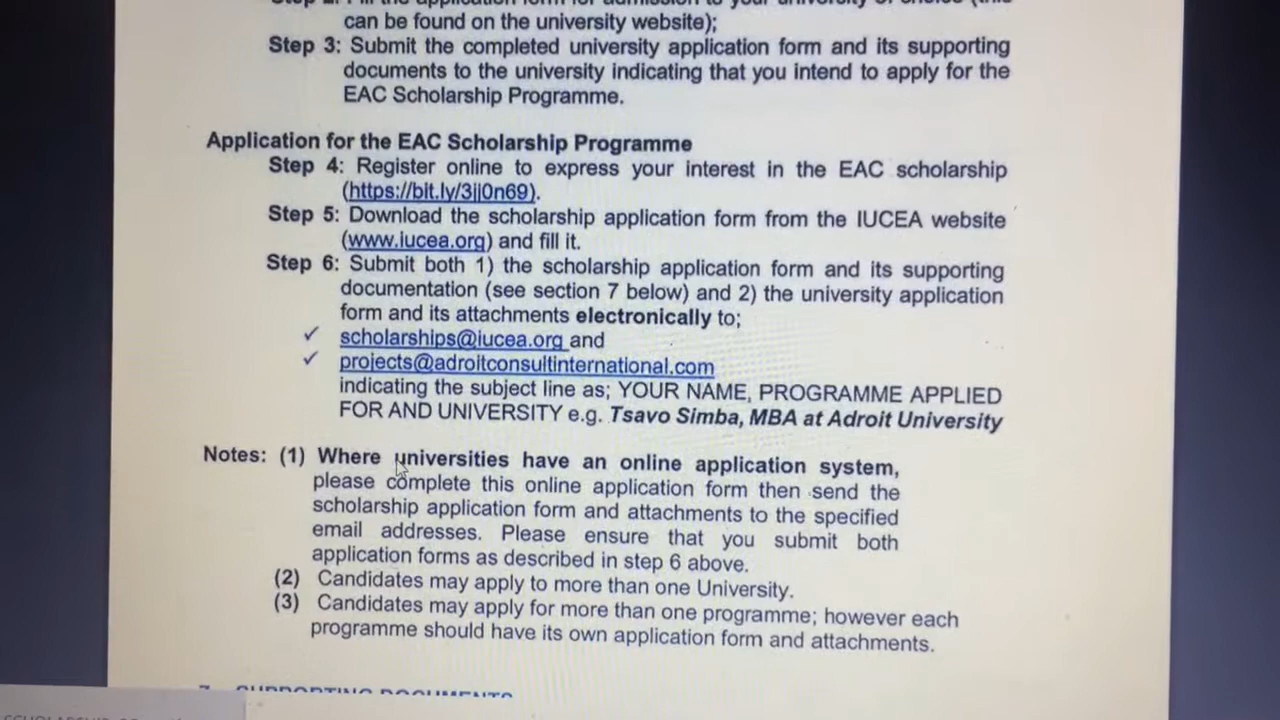 can be found on the university website);
Step 3: Submit the completed university application form and its supporting
documents to the university indicating that you intend to apply for the
EAC Scholarship Programme.
Application for the EAC Scholarship Programme
Step 4: Register online to express your interest in the EAC scholarship
(https://bit.ly/3jj0n69).
Step 5: Download the scholarship application form from the IUCEA website
(www.iucea.org) and fill it.
Step 6: Submit both 1) the scholarship application form and its supporting
documentation (see section 7 below) and 2) the university application
form and its attachments electronically to;
✓ scholarships@iucea.org and
✓ projects@adroitconsultinternational.com
indicating the subject line as; YOUR NAME, PROGRAMME APPLIED
FOR AND UNIVERSITY e.g. Tsavo Simba, MBA at Adroit University
Notes: (1) Where universities have an online application system,
please complete this online application form then send the
scholarship application form and attachments to the specified
email addresses. Please ensure that you submit both
application forms as described in step 6 above.
(2) Candidates may apply to more than one University.
(3) Candidates may apply for more than one programme; however each
programme should have its own application form and attachments.
7 SUPPORTING DOCUMENTS